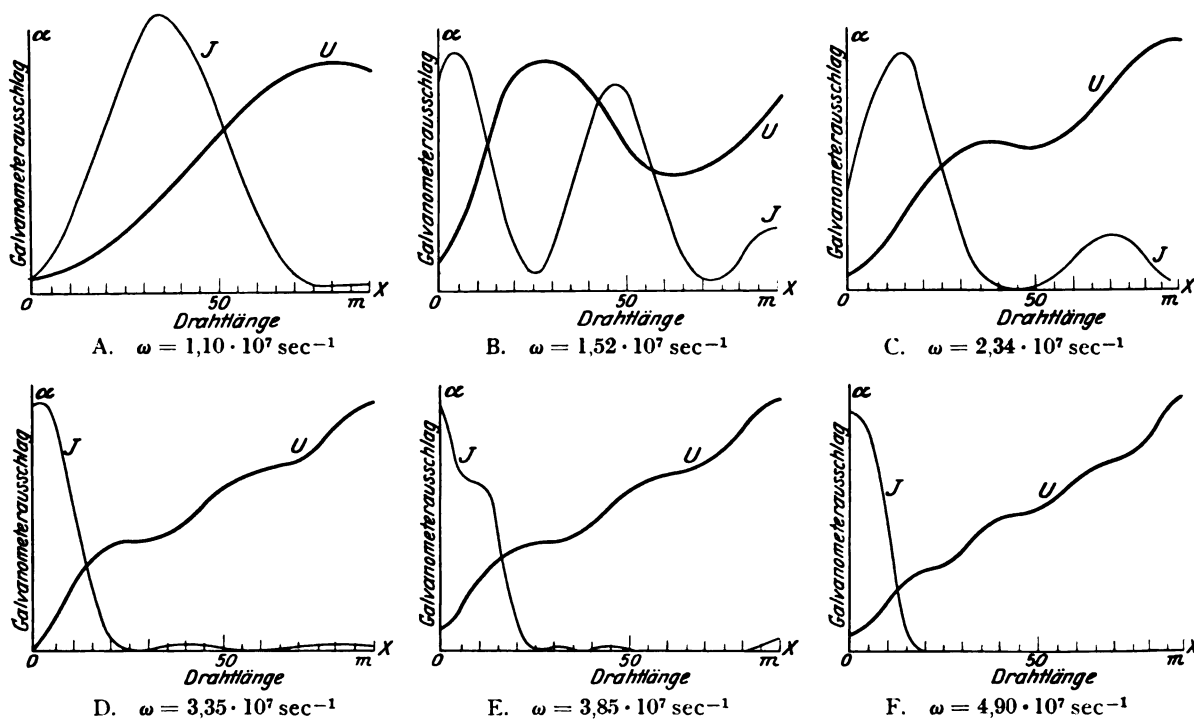 α
J
U
Galvanometerausschlag
0
50
m
X
Drahtlänge
A. ω = 1,10 · 10⁷ sec⁻¹
α
U
J
Galvanometerausschlag
0
50
m
X
Drahtlänge
B. ω = 1,52 · 10⁷ sec⁻¹
α
U
J
Galvanometerausschlag
0
50
m
X
Drahtlänge
C. ω = 2,34 · 10⁷ sec⁻¹
α
J
U
Galvanometerausschlag
0
50
m
X
Drahtlänge
D. ω = 3,35 · 10⁷ sec⁻¹
α
J
U
Galvanometerausschlag
0
50
m
X
Drahtlänge
E. ω = 3,85 · 10⁷ sec⁻¹
α
J
U
Galvanometerausschlag
0
50
m
X
Drahtlänge
F. ω = 4,90 · 10⁷ sec⁻¹